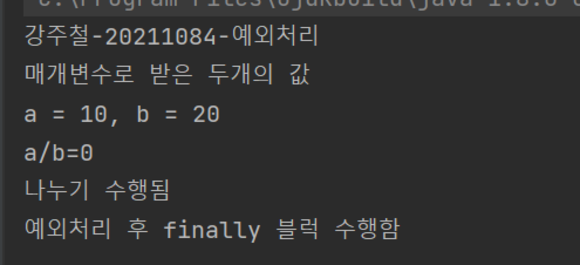 강주철-20211084-예외처리
매개변수로 받은 두개의 값
a = 10, b = 20
a/b=0
나누기 수행됨
예외처리 후 finally 블럭 수행함